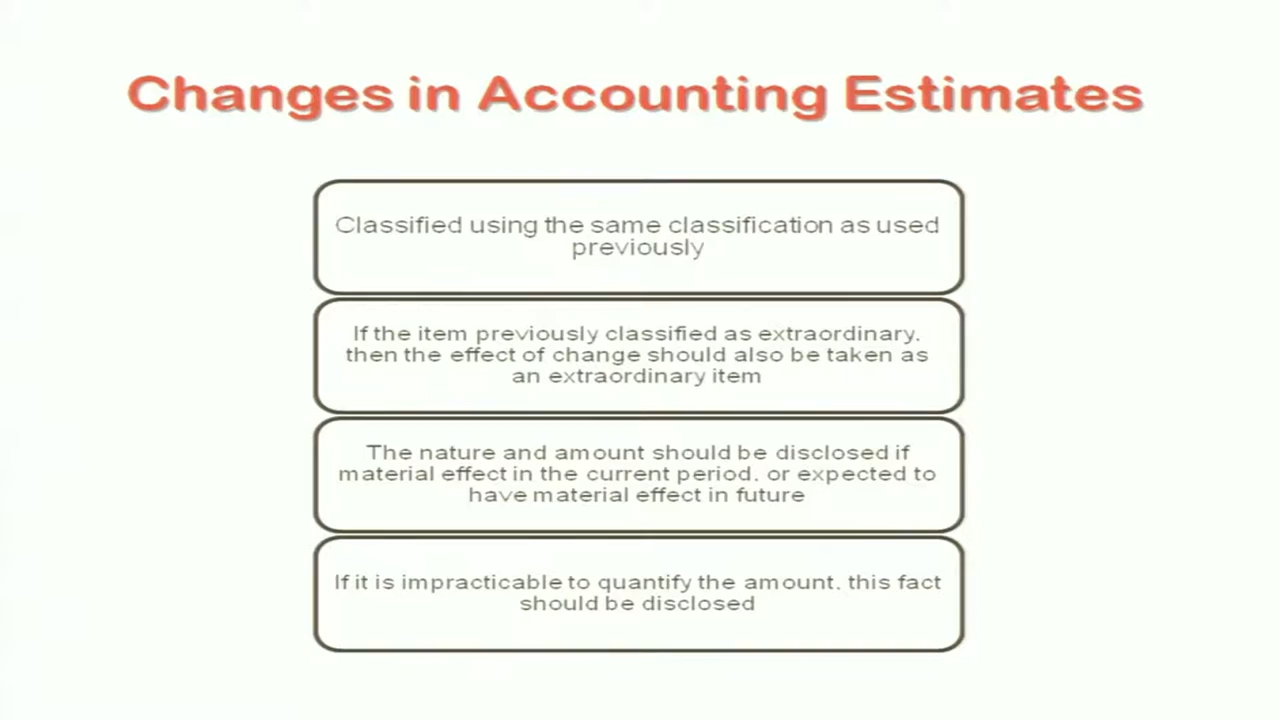 Changes in Accounting Estimates
Classified using the same classification as used
previously
If the item previously classified as extraordinary,
then the effect of change should also be taken as
an extraordinary item
The nature and amount should be disclosed if
material effect in the current period, or expected to
have material effect in future
If it is impracticable to quantify the amount, this fact
should be disclosed